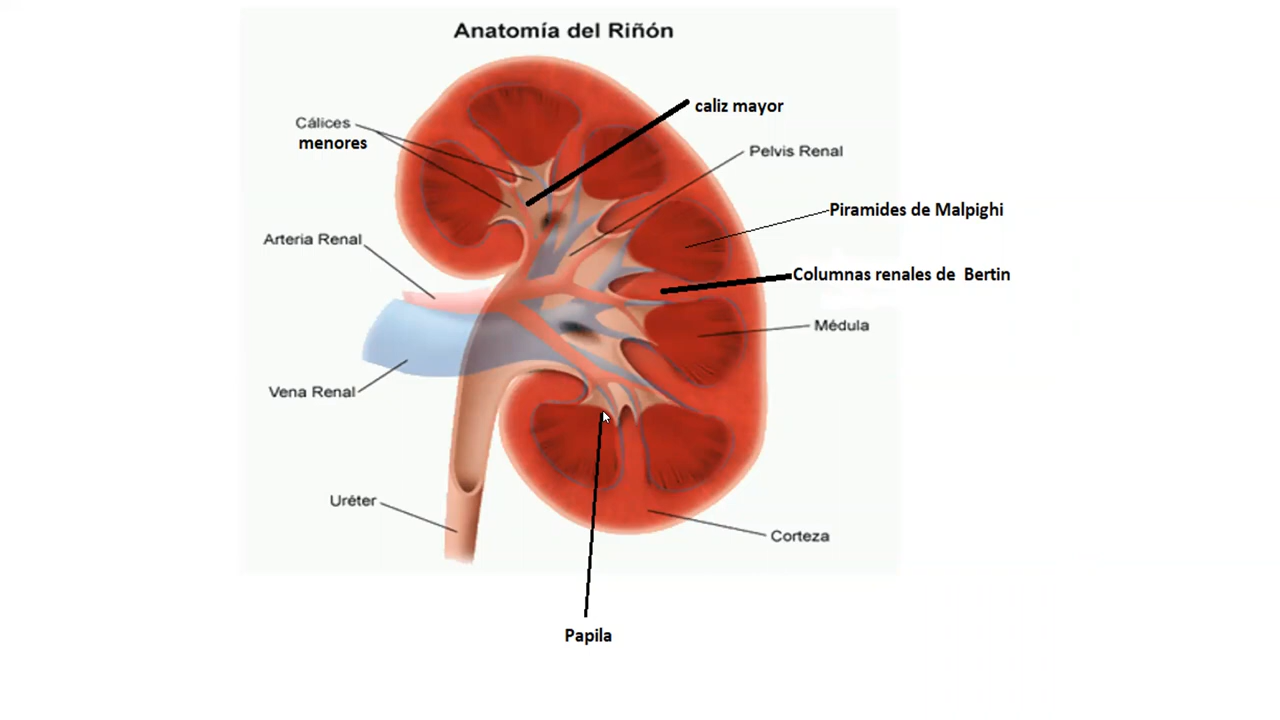 Anatomía del Riñón
caliz mayor
Cálices
menores
Pelvis Renal
Piramides de Malpighi
Arteria Renal
Columnas renales de Bertin
Médula
Vena Renal
Uréter
Corteza
Papila